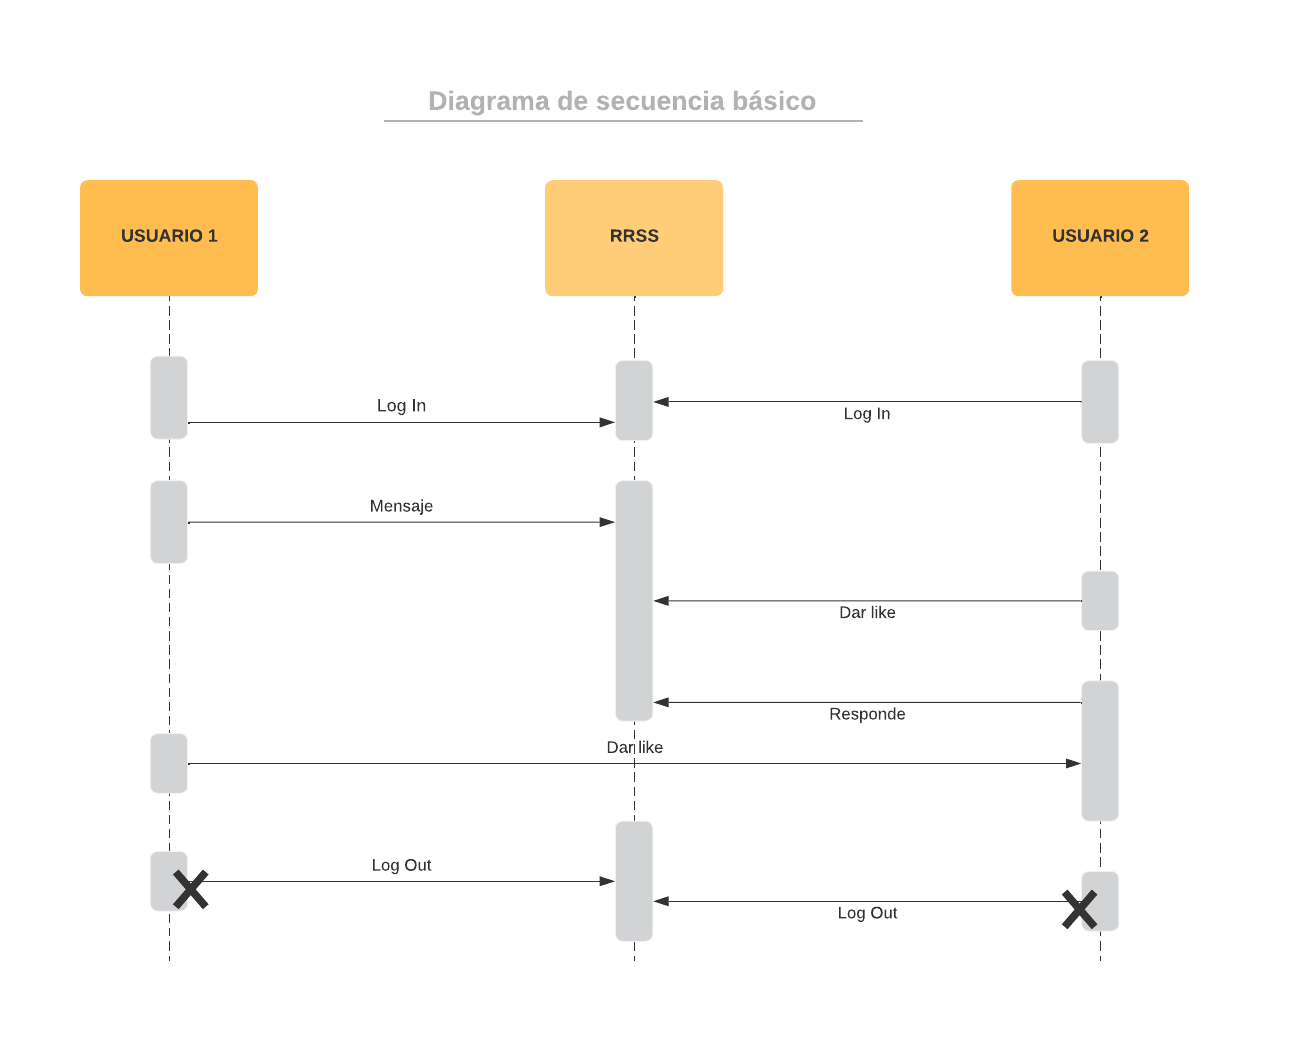 Diagrama de secuencia básico
USUARIO 1
RRSS
USUARIO 2
Log In
Log In
Mensaje
Dar like
Responde
Dar like
Log Out
Log Out